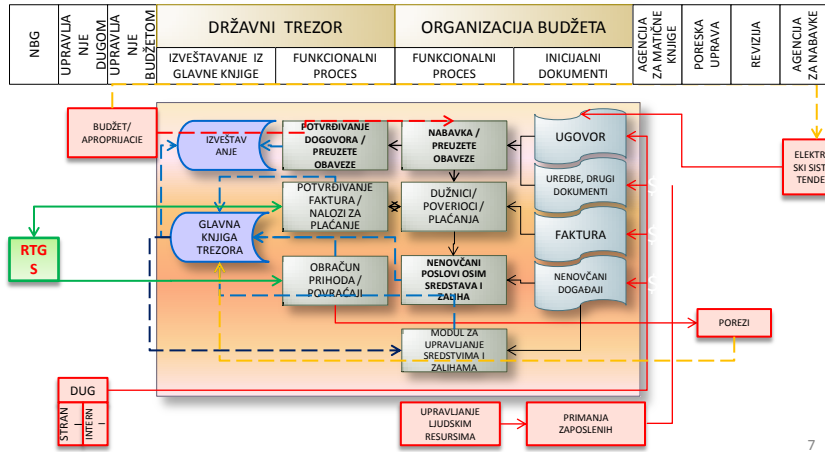 NBG
UPRAVLJA
NJE
DUGOM
UPRAVLJA
NJE
BUDŽETOM
DRŽAVNI TREZOR
ORGANIZACIJA BUDŽETA
IZVEŠTAVANJE IZ
GLAVNE KNJIGE
FUNKCIONALNI
PROCES
FUNKCIONALNI
PROCES
INICIJALNI
DOKUMENTI
AGENCIJA
ZA MATIČNE
KNJIGE
PORESKA
UPRAVA
REVIZIJA
AGENCIJA
ZA NABAVKE
BUDŽET/
APROPRIJACIE
IZVEŠTAV
ANJE
POTVRĐIVANJE
DOGOVORA /
PREUZETE
OBAVEZE
NABAVKA /
PREUZETE
OBAVEZE
UGOVOR
ELEKTR
SKI SIST
TENDE
POTVRĐIVANJE
FAKTURA /
NALOZI ZA
PLAĆANJE
DUŽNICI/
POVERIOCI /
PLAĆANJA
UREDBE, DRUGI
DOKUMENTI
GLAVNA
KNJIGA
TREZORA
FAKTURA
RTG
S
OBRAČUN
PRIHODA /
POVRAĆAJI
NENOVČANI
POSLOVI OSIM
SREDSTAVA I
ZALIHA
NENOVČANI
DOGAĐAJI
POREZI
MODUL ZA
UPRAVLJANJE
SREDSTVIMA I
ZALIHAMA
DUG
STRAN
I
INTERN
I
UPRAVLJANJE
LJUDSKIM
RESURSIMA
PRIMANJA
ZAPOSLENIH
7